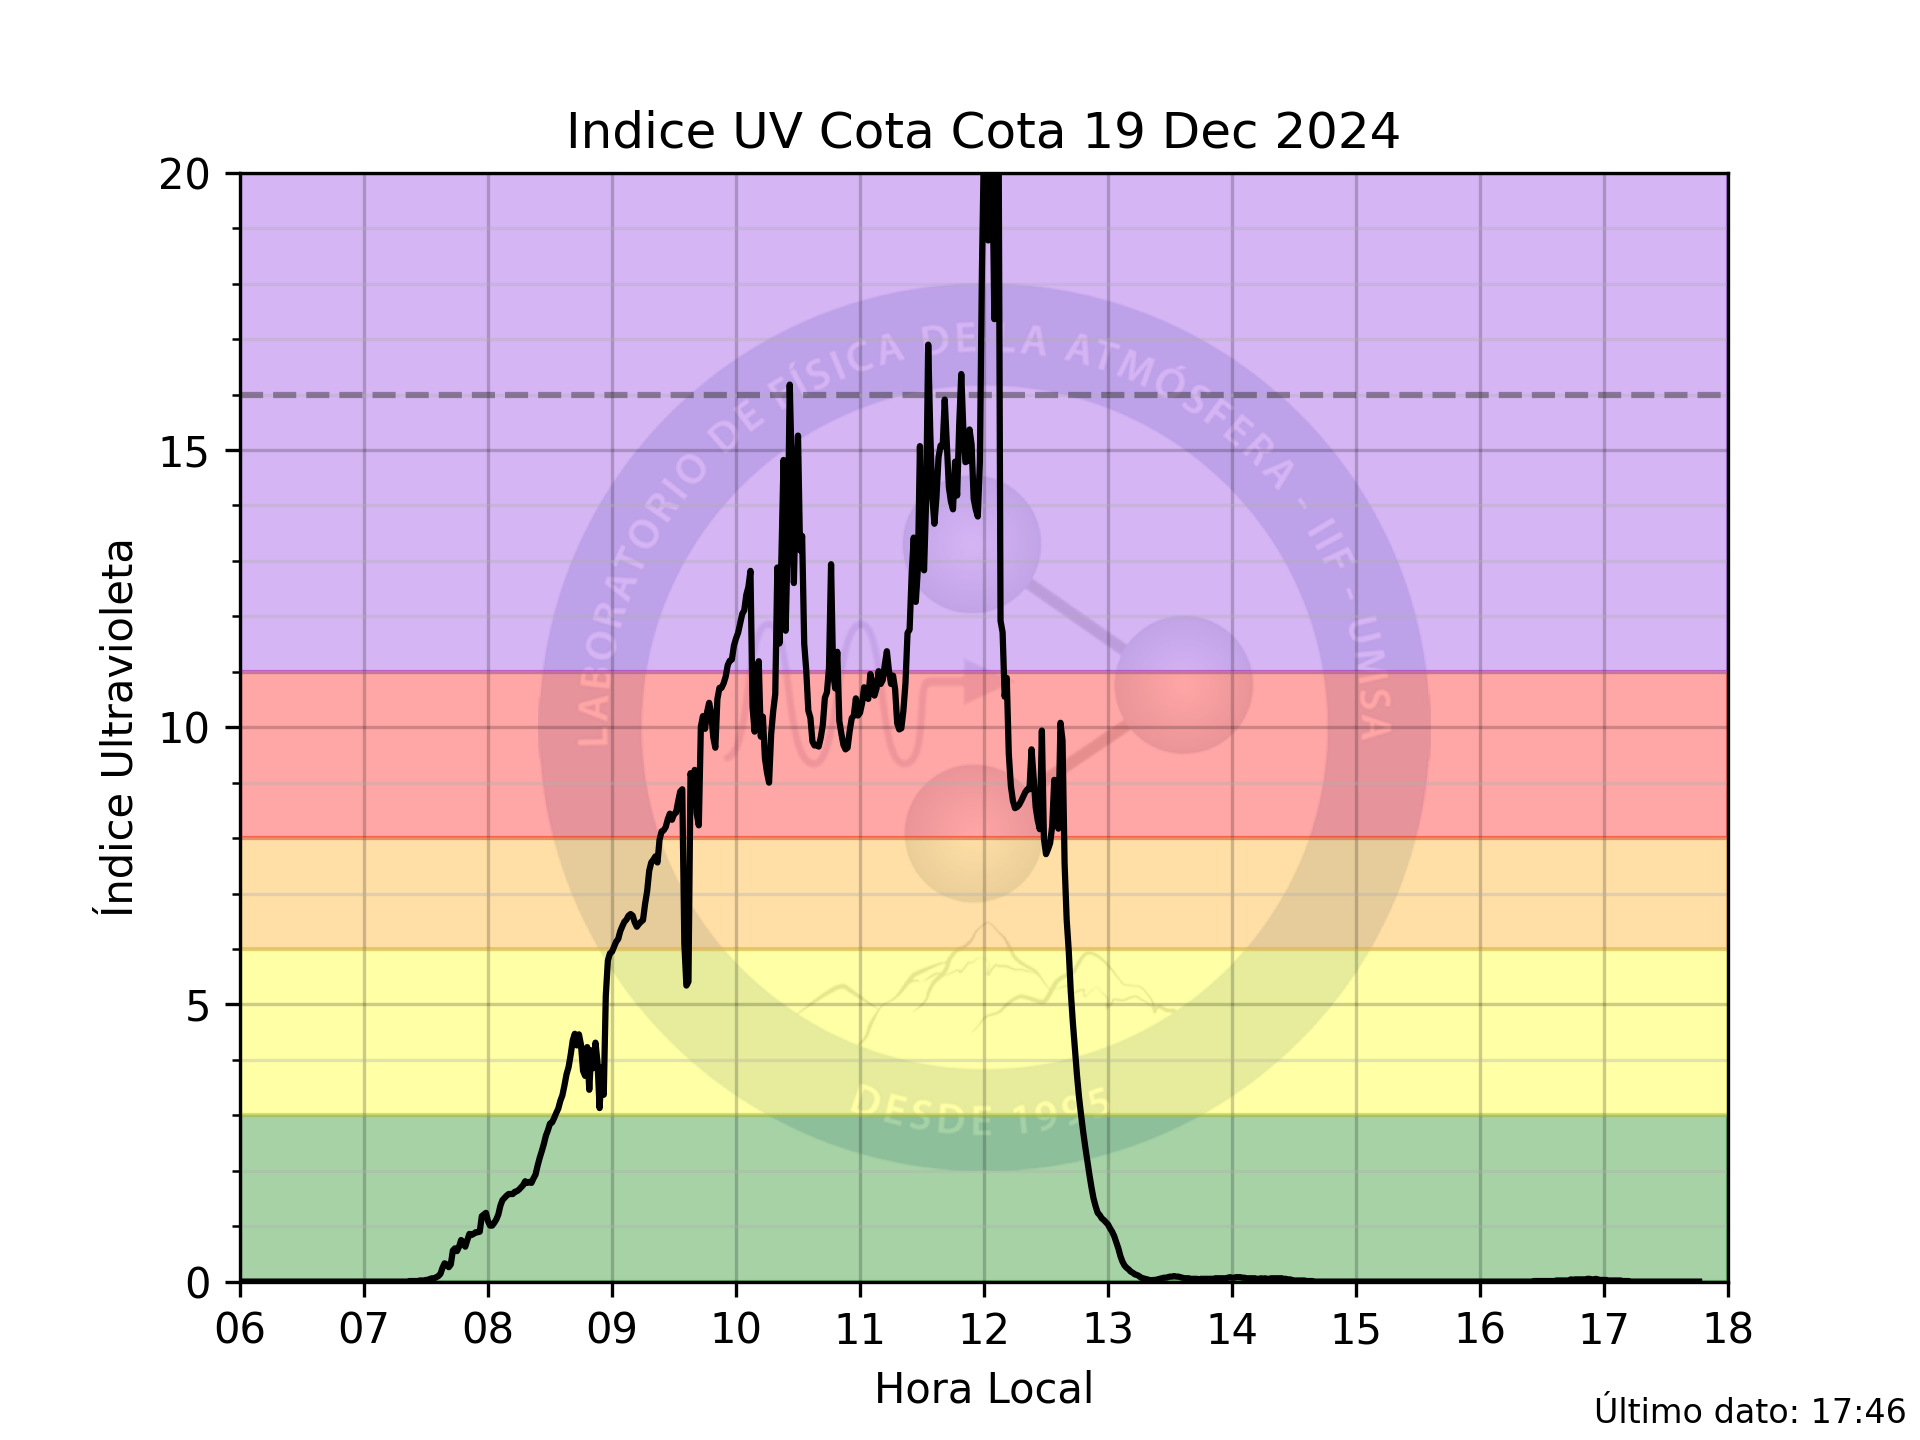 Indice UV Cota Cota 19 Dec 2024
20
15
10
5
0
Índice Ultravioleta
LABORATORIO DE FÍSICA DE LA ATMÓSFERA - IIF - UMSA
DESDE 1995
06 07 08 09 10 11 12 13 14 15 16 17 18
Hora Local
Último dato: 17:46